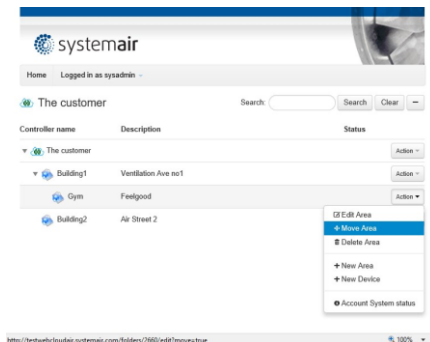 systemair
Home Logged in as sysadmin
The customer Search: Search Clear −
Controller name Description Status
The customer Action
Building1 Ventilation Ave no1 Action
Gym Feelgood Action
Building2 Air Street 2
Edit Area
Move Area
Delete Area
+ New Area
+ New Device
Account System status
http://testwebcloudair.systemair.com/folders/2660/edit?move=true 100%